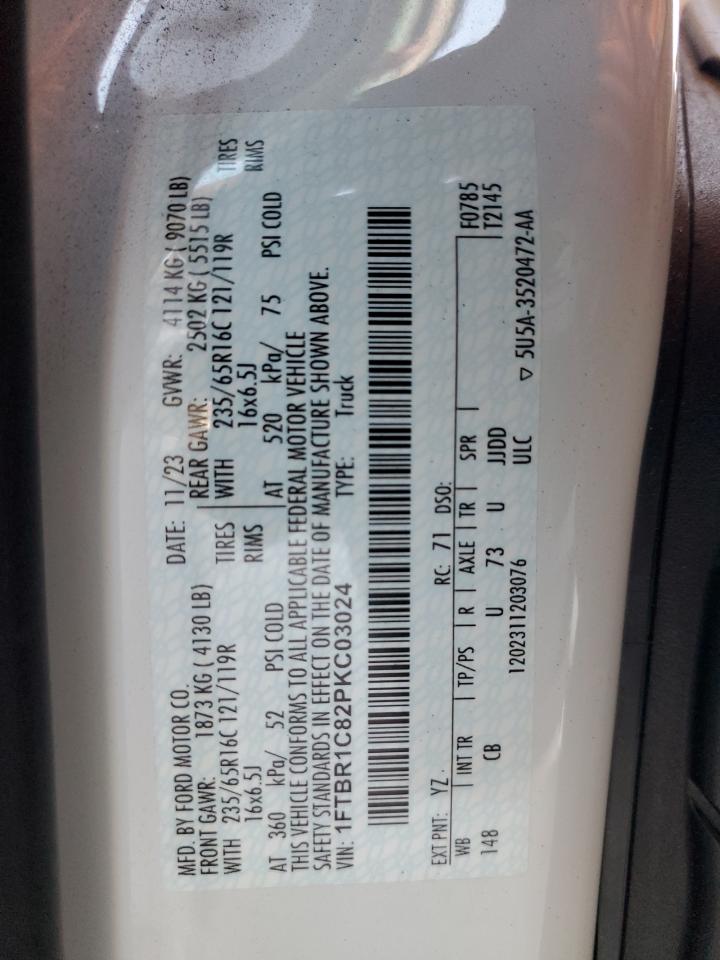 MFD. BY FORD MOTOR CO. DATE: 11/23 GVWR: 4114 KG ( 9070 LB)
FRONT GAWR: 1873 KG ( 4130 LB) REAR GAWR: 2502 KG ( 5515 LB)
WITH 235/65R16C 121/119R TIRES WITH 235/65R16C 121/119R TIRES
16x6.5J RIMS 16x6.5J RIMS
AT 360 kPa/ 52 PSI COLD AT 520 kPa/ 75 PSI COLD
THIS VEHICLE CONFORMS TO ALL APPLICABLE FEDERAL MOTOR VEHICLE
SAFETY STANDARDS IN EFFECT ON THE DATE OF MANUFACTURE SHOWN ABOVE.
VIN: 1FTBR1C82PKC03024 TYPE: Truck
EXT PNT: YZ RC: 71 DSO:
WB INT TR TP/PS R AXLE TR SPR F0785
148 CB U 73 U JJDD T2145
1202311203076 ULC ▽ 5U5A-3520472-AA